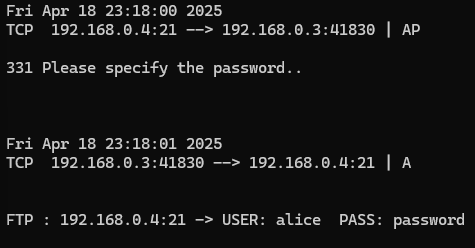 Fri Apr 18 23:18:00 2025
TCP  192.168.0.4:21 --> 192.168.0.3:41830 | AP
331 Please specify the password..
Fri Apr 18 23:18:01 2025
TCP  192.168.0.3:41830 --> 192.168.0.4:21 | A
FTP : 192.168.0.4:21 -> USER: alice  PASS: password